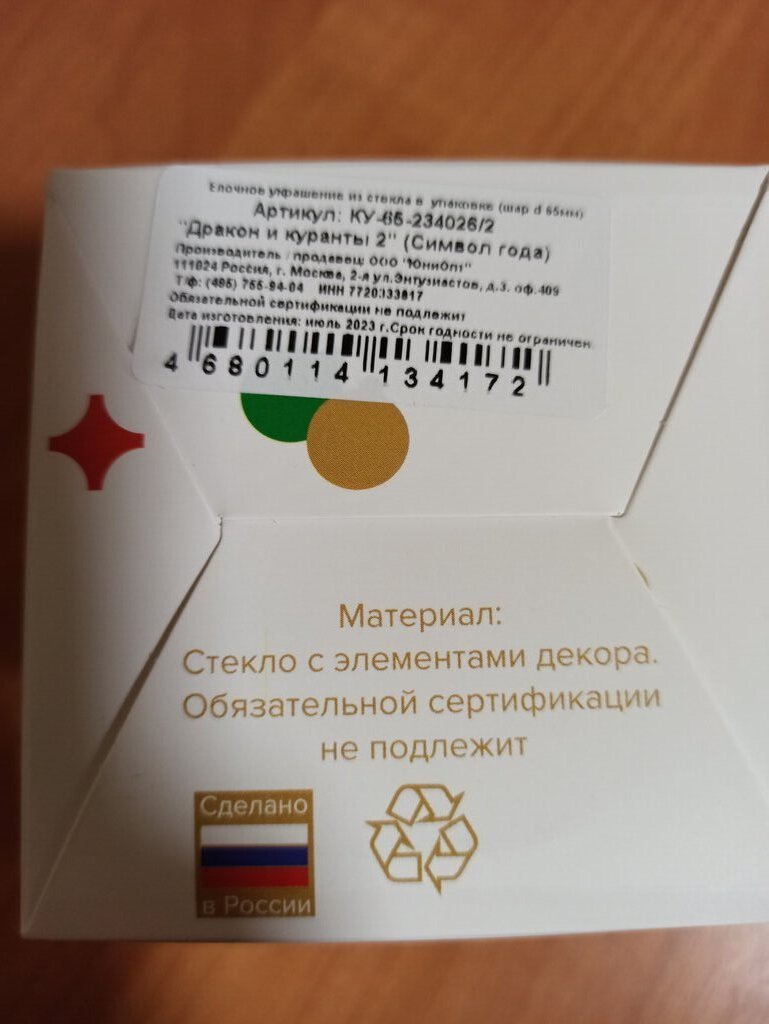 Елочное украшение из стекла в упаковке (шар d 65мм)
Артикул: КУ-65-234026/2
"Дракон и куранты 2" (Символ года)
Производитель / продавец: ООО "ЮниОпт"
111024 Россия, г. Москва, 2-я ул.Энтузиастов, д.3. оф.409
Т/ф: (495) 755-94-04 ИНН 7720333817
Обязательной сертификации не подлежит
Дата изготовления: июль 2023 г.Срок годности не ограничен
4 680114 134172
Материал:
Стекло с элементами декора.
Обязательной сертификации
не подлежит
Сделано
в России